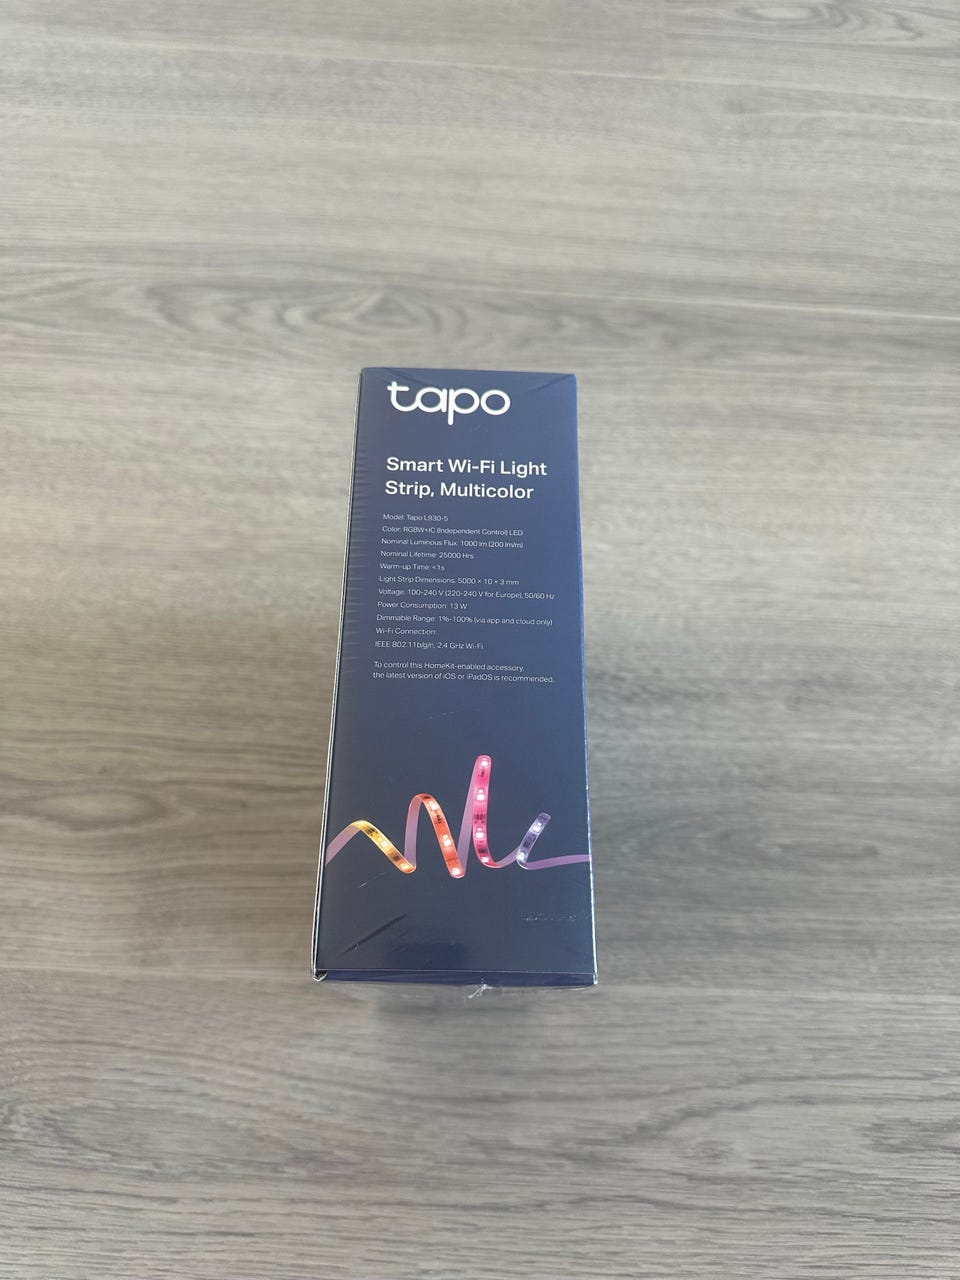 tapo
Smart Wi-Fi Light
Strip, Multicolor
Model: Tapo L930-5
Color: RGBW+IC (Independent Control) LED
Nominal Luminous Flux: 1000 lm (200 lm/m)
Nominal Lifetime: 25000 Hrs
Warm-up Time: <1s
Light Strip Dimensions: 5000 × 10 × 3 mm
Voltage: 100-240 V (220-240 V for Europe), 50/60 Hz
Power Consumption: 13 W
Dimmable Range: 1%-100% (via app and cloud only)
Wi-Fi Connection:
IEEE 802.11b/g/n, 2.4 GHz Wi-Fi
To control this HomeKit-enabled accessory,
the latest version of iOS or iPadOS is recommended.